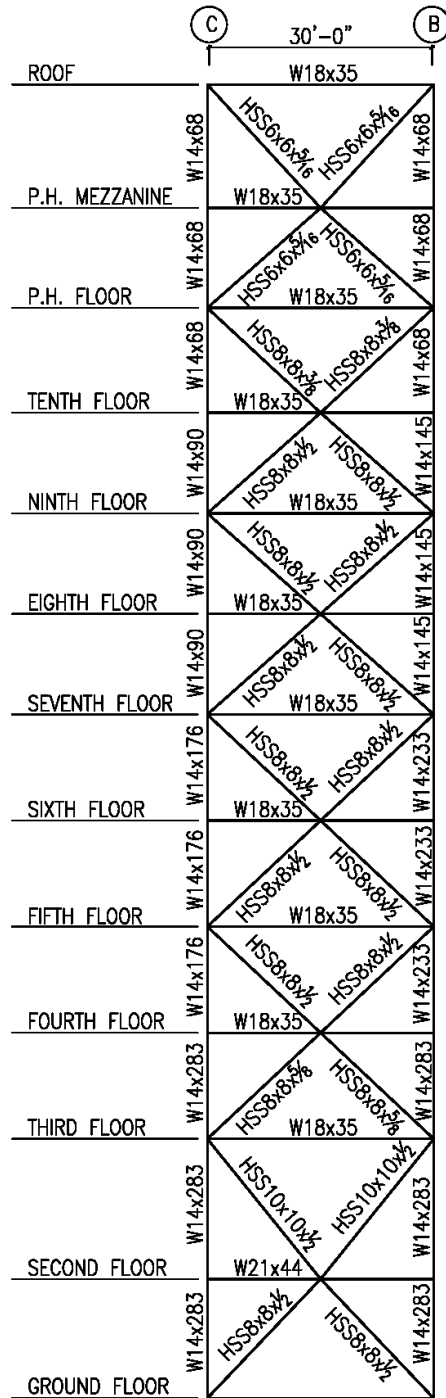 C B
30'-0"
ROOF W18x35
W14x68 HSS6x6x5/16 HSS6x6x5/16 W14x68
P.H. MEZZANINE W18x35
W14x68 HSS6x6x5/16 HSS6x6x5/16 W14x68
P.H. FLOOR W18x35
W14x68 HSS8x8x3/8 HSS8x8x3/8 W14x68
TENTH FLOOR W18x35
W14x90 HSS8x8x1/2 HSS8x8x1/2 W14x145
NINTH FLOOR W18x35
W14x90 HSS8x8x1/2 HSS8x8x1/2 W14x145
EIGHTH FLOOR W18x35
W14x90 HSS8x8x1/2 HSS8x8x1/2 W14x145
SEVENTH FLOOR W18x35
W14x176 HSS8x8x1/2 HSS8x8x1/2 W14x233
SIXTH FLOOR W18x35
W14x176 HSS8x8x1/2 HSS8x8x1/2 W14x233
FIFTH FLOOR W18x35
W14x176 HSS8x8x1/2 HSS8x8x1/2 W14x233
FOURTH FLOOR W18x35
W14x283 HSS8x8x5/8 HSS8x8x5/8 W14x283
THIRD FLOOR W18x35
W14x283 HSS10x10x1/2 HSS10x10x1/2 W14x283
SECOND FLOOR W21x44
W14x283 HSS8x8x1/2 HSS8x8x1/2 W14x283
GROUND FLOOR